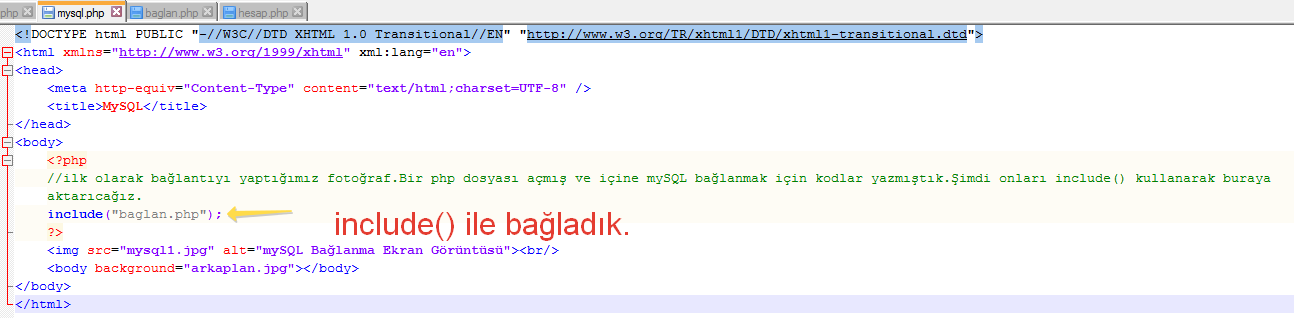 php mysql.php baglan.php hesap.php
<!DOCTYPE html PUBLIC "-//W3C//DTD XHTML 1.0 Transitional//EN" "http://www.w3.org/TR/xhtml1/DTD/xhtml1-transitional.dtd">
<html xmlns="http://www.w3.org/1999/xhtml" xml:lang="en">
<head>
<meta http-equiv="Content-Type" content="text/html;charset=UTF-8" />
<title>MySQL</title>
</head>
<body>
<?php
//ilk olarak bağlantıyı yaptığımız fotoğraf.Bir php dosyası açmış ve içine mySQL bağlanmak için kodlar yazmıştık.Şimdi onları include() kullanarak buraya
aktarıcağız.
include("baglan.php");
include() ile bağladık.
?>
<img src="mysql1.jpg" alt="mySQL Bağlanma Ekran Görüntüsü"><br/>
<body background="arkaplan.jpg"></body>
</body>
</html>